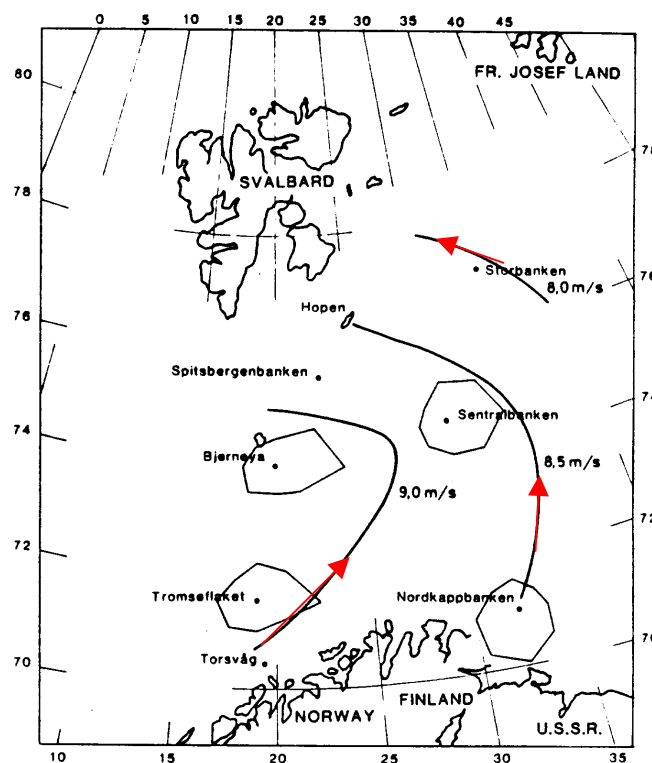 0 5 10 15 20 25 30 35 40 45
FR. JOSEF LAND
80
78
SVALBARD
78
Storbanken
76
8,0 m/s
Hopen
76
Spitsbergenbanken
74
Sentralbanken
74
Bjørnøya
8,5 m/s
9,0 m/s
72
72
Tromsøflaket
Nordkappbanken
70
Torsvåg
70
FINLAND
NORWAY
U.S.S.R.
10 15 20 25 30 35